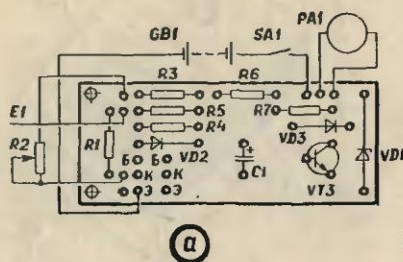 GB1 SA1 PA1
R3 R6
E1 R5 R7
R2 R1 R4 VD3
Б Б VD2 VD1
К К C1
Э Э VT3
а